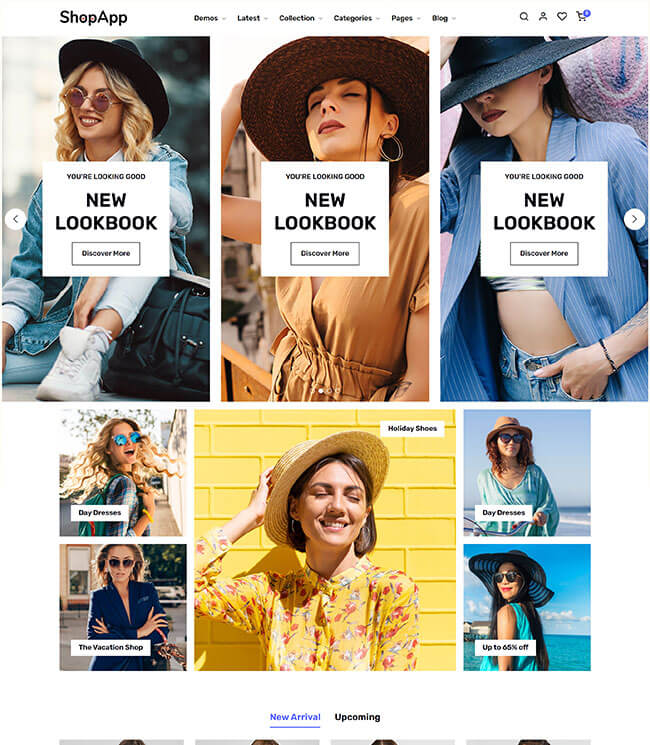 ShopApp
Demos Latest Collection Categories Pages Blog
YOU'RE LOOKING GOOD
NEW
LOOKBOOK
Discover More
YOU'RE LOOKING GOOD
NEW
LOOKBOOK
Discover More
YOU'RE LOOKING GOOD
NEW
LOOKBOOK
Discover More
Holiday Shoes
Day Dresses
Day Dresses
The Vacation Shop
Up to 65% off
New Arrival Upcoming